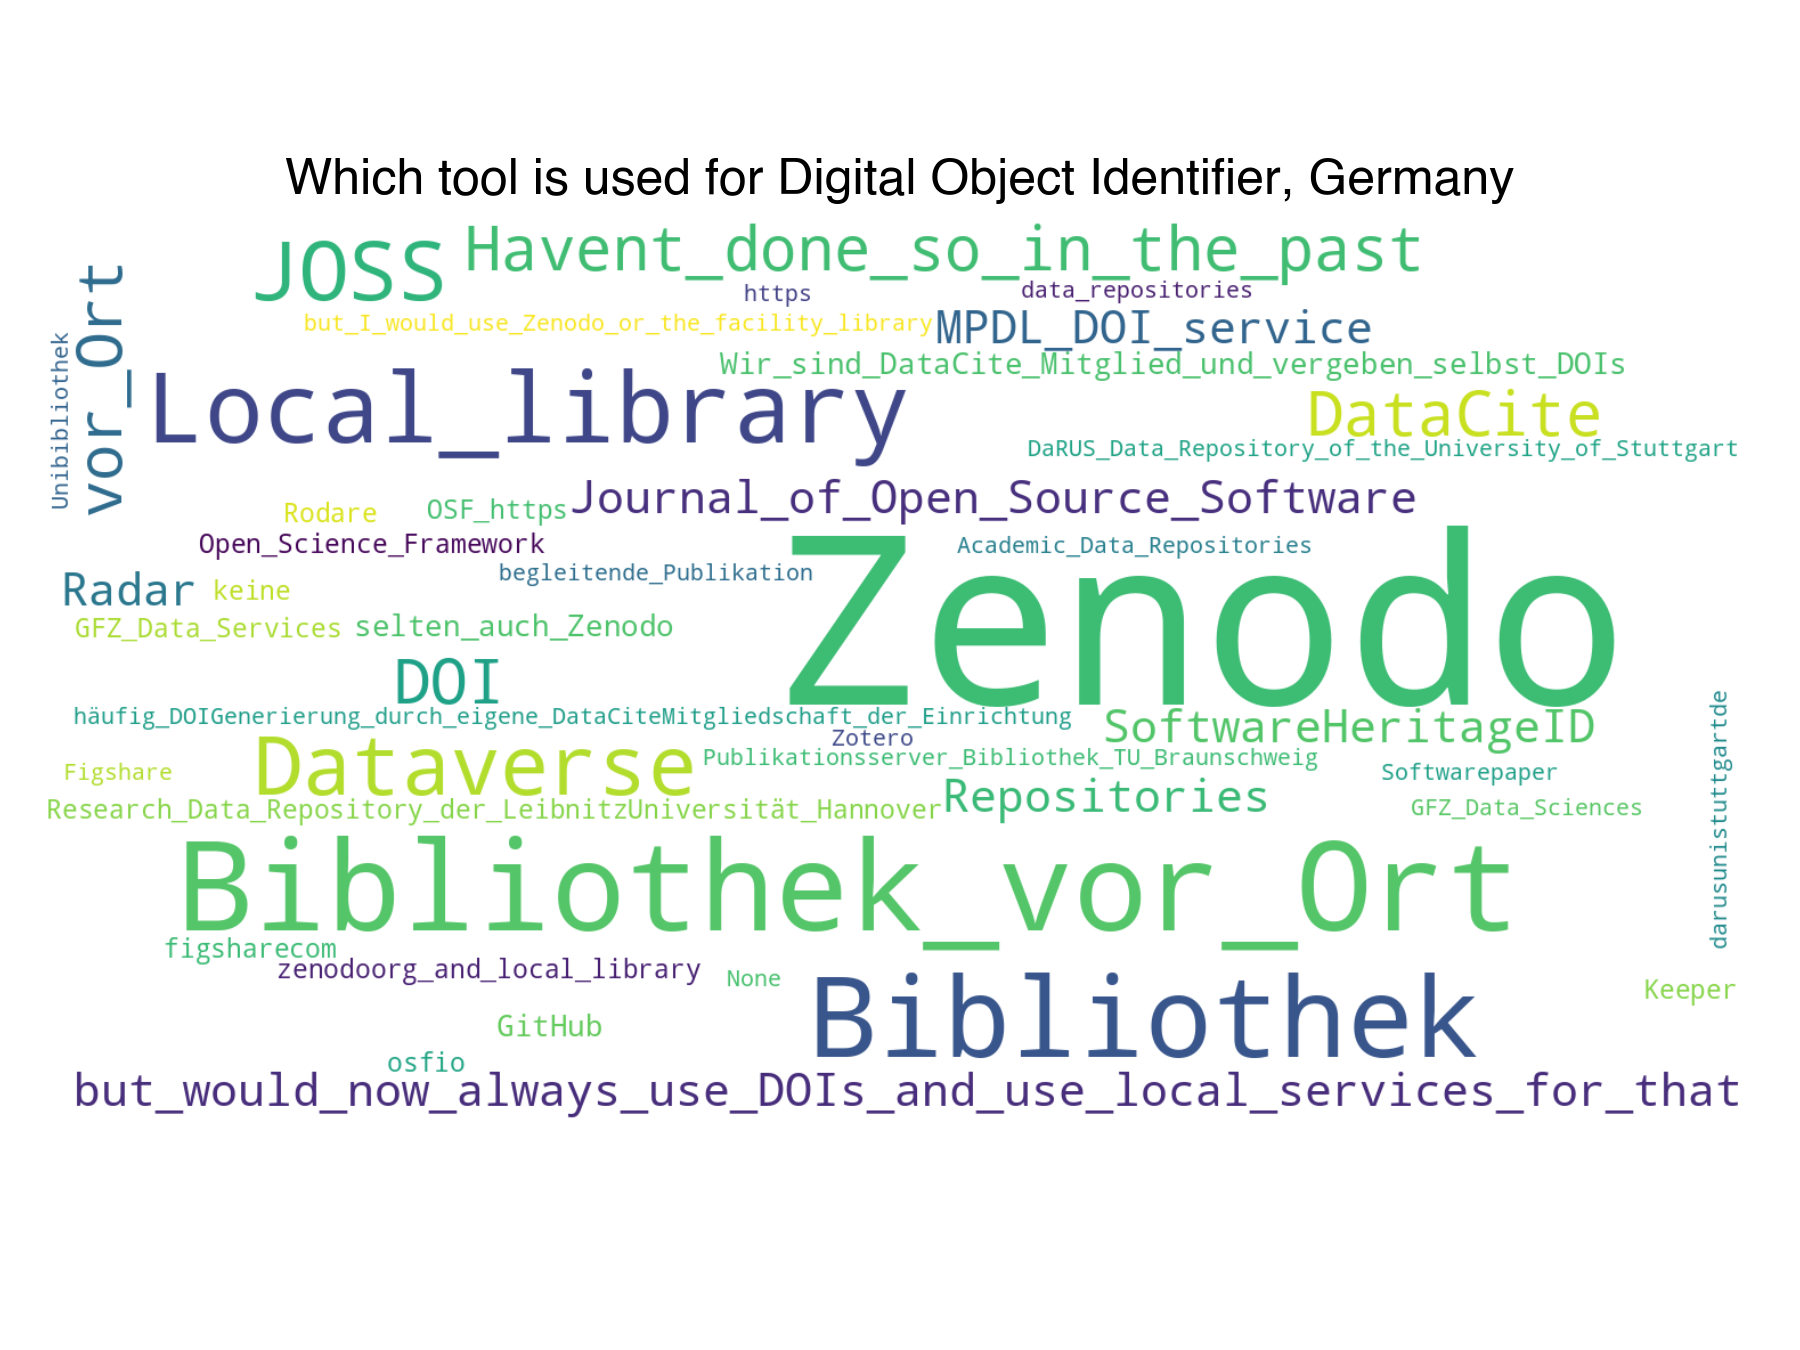 Which tool is used for Digital Object Identifier, Germany
JOSS
Havent_done_so_in_the_past
https
data_repositories
but_I_would_use_Zenodo_or_the_facility_library
MPDL_DOI_service
Unibibliothek
vor_Ort
Wir_sind_DataCite_Mitglied_und_vergeben_selbst_DOIs
Local_library
DataCite
DaRUS_Data_Repository_of_the_University_of_Stuttgart
Rodare
OSF_https
Journal_of_Open_Source_Software
Open_Science_Framework
Academic_Data_Repositories
begleitende_Publikation
Zenodo
Radar
keine
GFZ_Data_Services
selten_auch_Zenodo
DOI
häufig_DOIGenerierung_durch_eigene_DataCiteMitgliedschaft_der_Einrichtung
SoftwareHeritageID
Zotero
Dataverse
Publikationsserver_Bibliothek_TU_Braunschweig
Figshare
Softwarepaper
darusunistuttgartde
Research_Data_Repository_der_LeibnitzUniversität_Hannover
Repositories
GFZ_Data_Sciences
Bibliothek_vor_Ort
figsharecom
zenodoorg_and_local_library
None
Bibliothek
Keeper
GitHub
osfio
but_would_now_always_use_DOIs_and_use_local_services_for_that